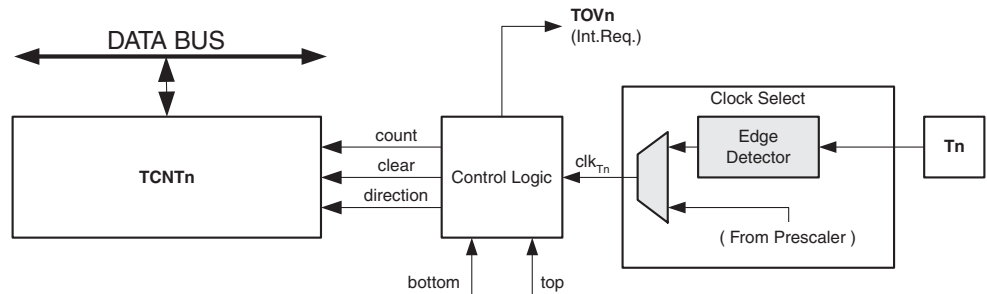 TOVn
(Int.Req.)
DATA BUS
Clock Select
count
Edge
Detector
Tn
TCNTn
clear
Control Logic
clkTn
direction
( From Prescaler )
bottom
top